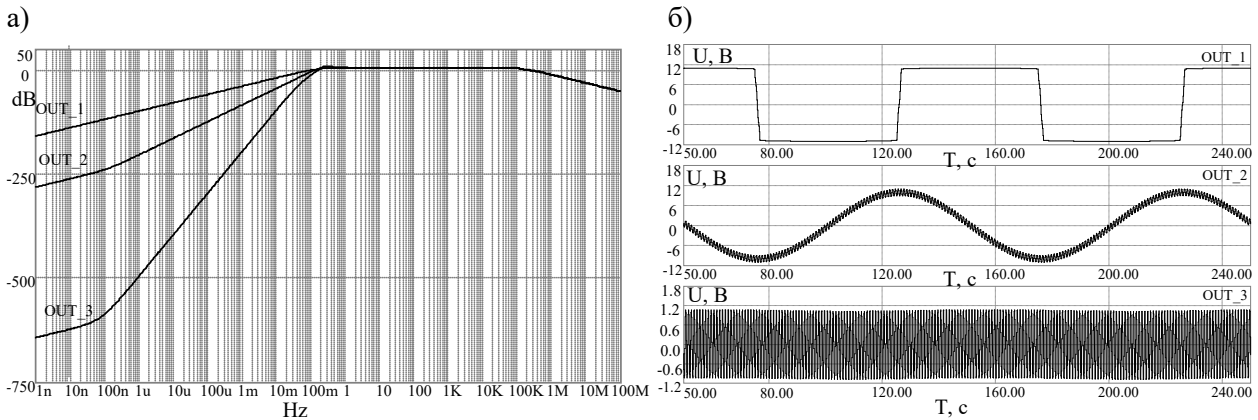 а)
50
0
dB
OUT_1
OUT_2
-250
-500
OUT_3
-750
1n 10n 100n 1u 10u 100u 1m 10m 100m 1 10 100 1K 10K 100K 1M 10M 100M
Hz
б)
18
U, В
OUT_1
12
6
0
-6
-12
50.00 80.00 120.00 160.00 200.00 240.00
T, с
18
U, В
OUT_2
12
6
0
-6
-12
50.00 80.00 120.00 160.00 200.00 240.00
T, с
1.8
U, В
OUT_3
1.2
0.6
0.0
-0.6
-1.2
50.00 80.00 120.00 160.00 200.00 240.00
T, с